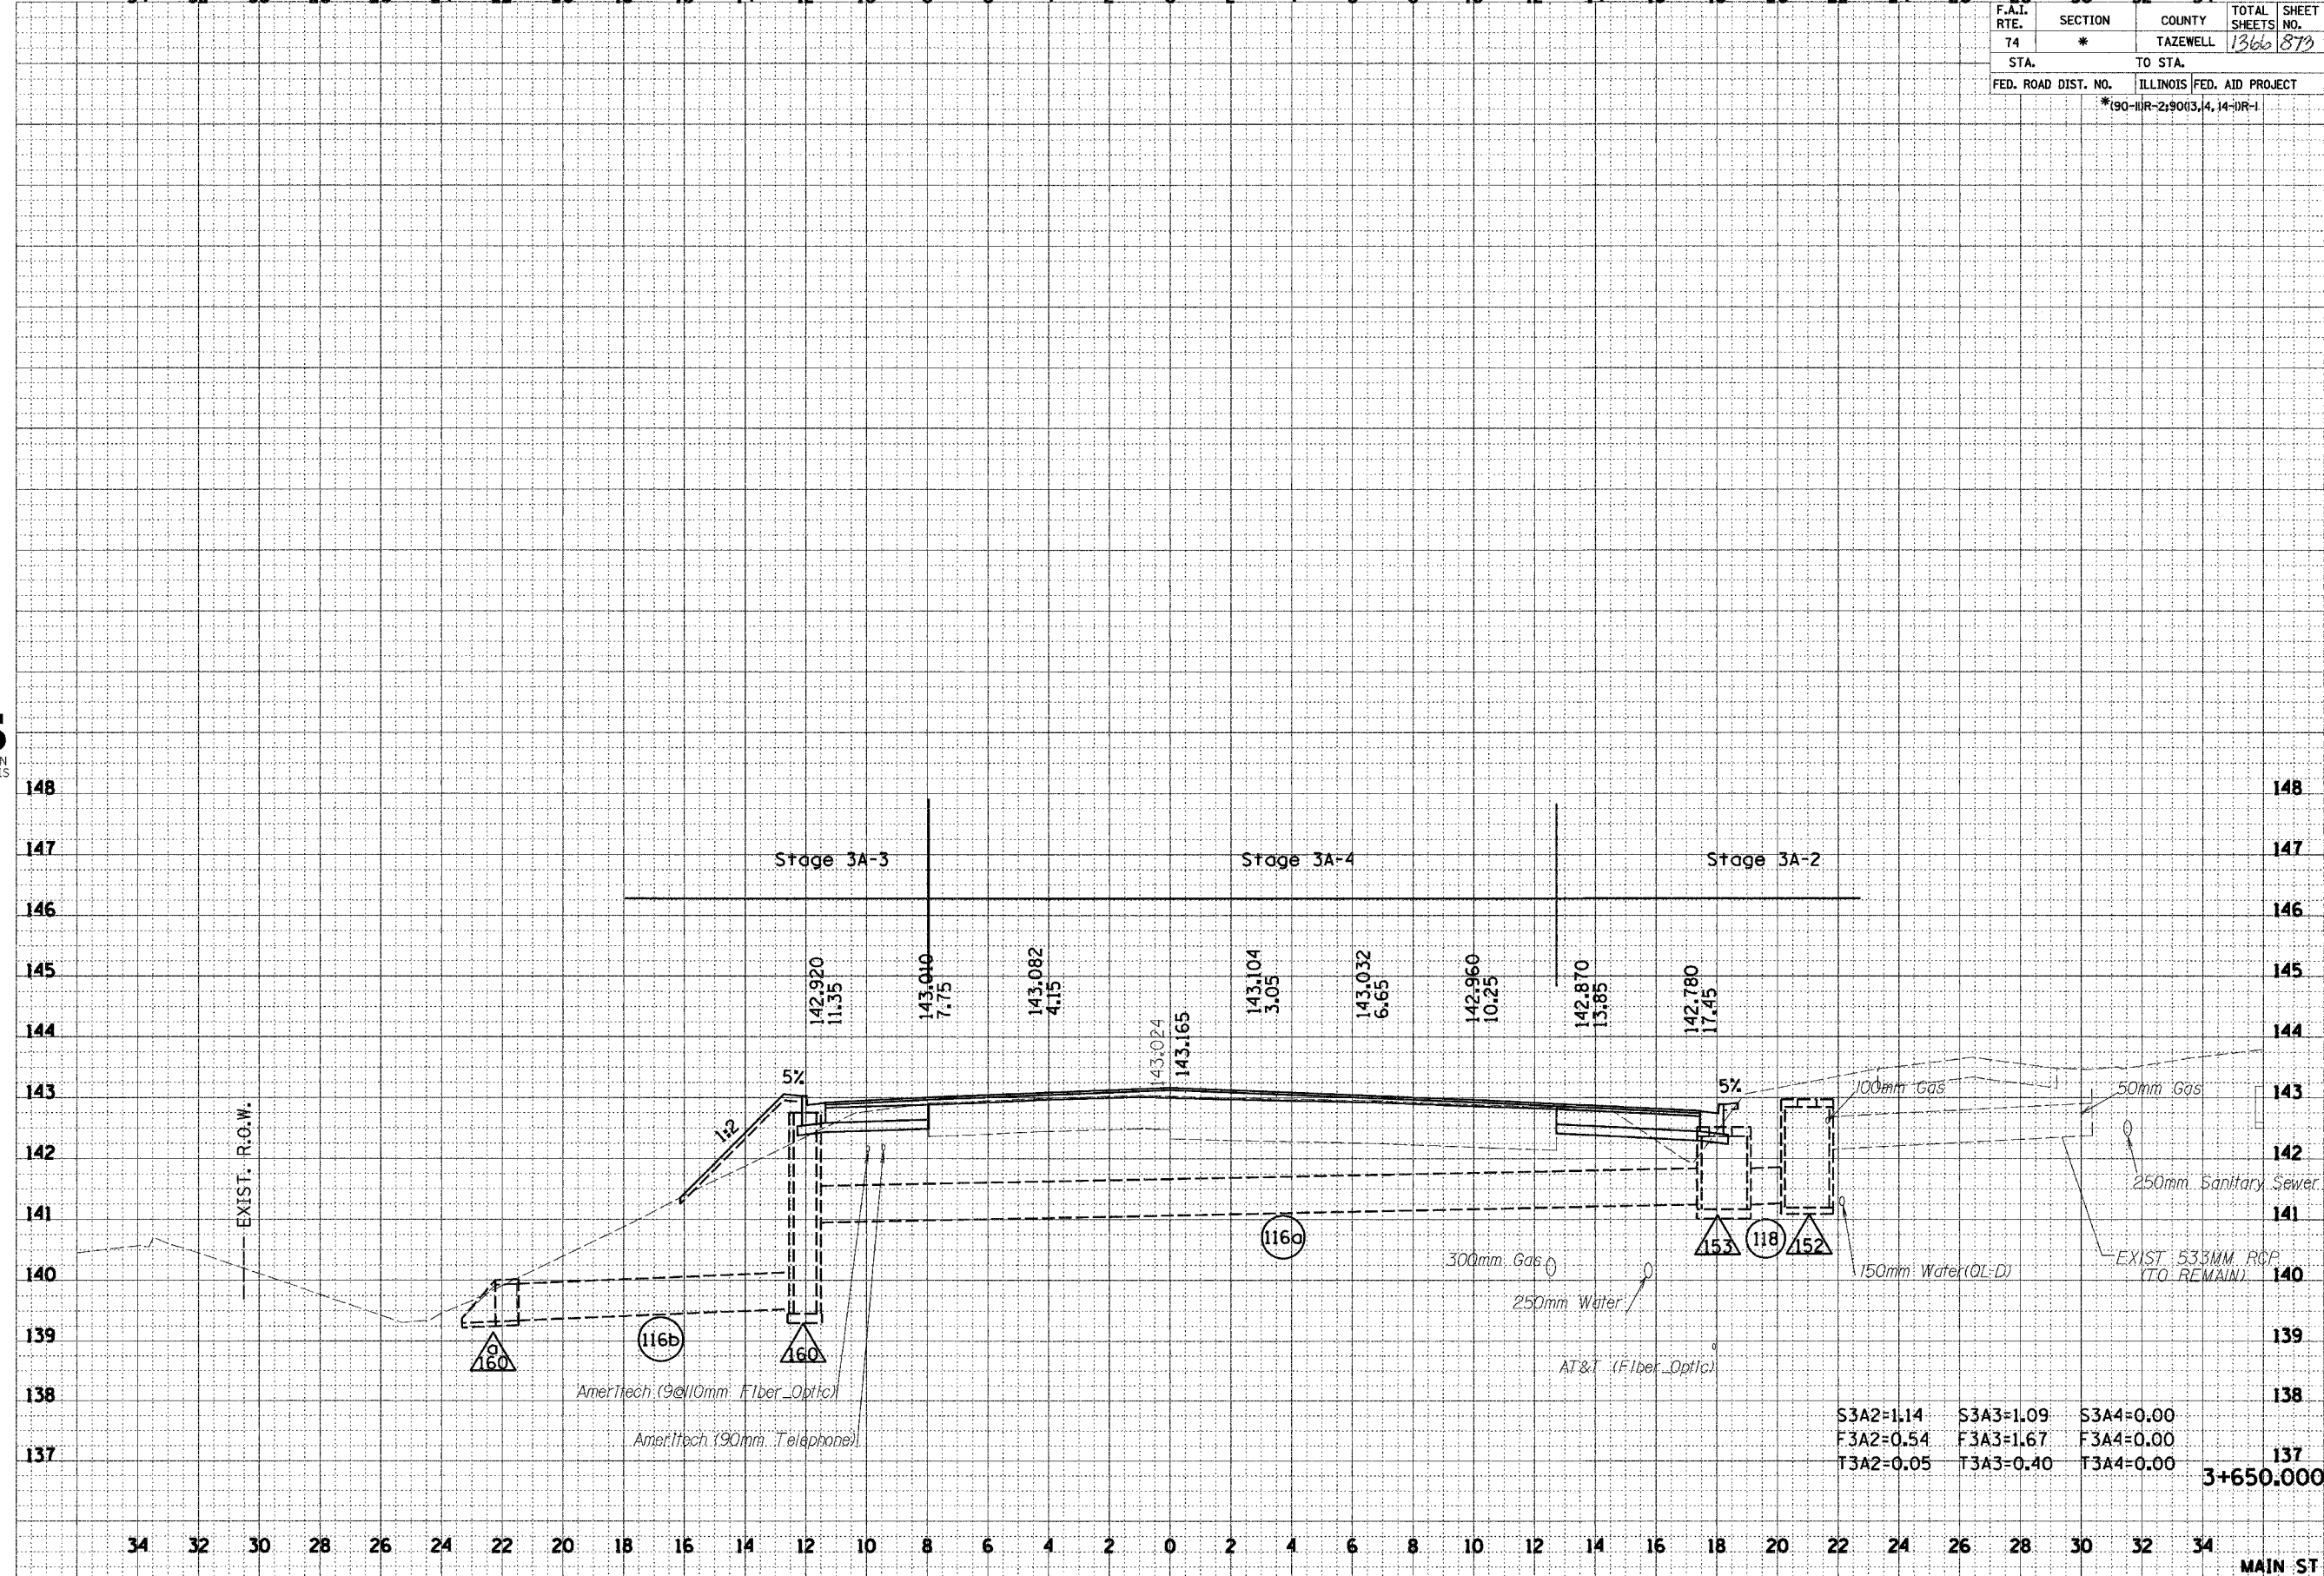 F.A.I. RTE. SECTION COUNTY TOTAL SHEETS SHEET NO.
74 * TAZEWELL 1366 873
STA. TO STA.
FED. ROAD DIST. NO. ILLINOIS FED. AID PROJECT
*(90-11)R-2;90(13,14, 14-1)R-1
148 148
147 Stage 3A-3 Stage 3A-4 Stage 3A-2 147
146 146
145 145
142.920 11.35
143.010 7.75
143.082 4.15
143.024
143.165
143.104 3.05
143.032 6.65
142.960 10.25
142.870 13.85
142.780 17.45
144 144
143 5% 5% 100mm Gas 50mm Gas 143
EXIST. R.O.W.
1:2
142 142
250mm Sanitary Sewer
141 141
116a 153 118 152
300mm Gas
EXIST 533MM RCP
(TO REMAIN)
150mm Water(QL-D)
140 140
250mm Water
139 139
a 160 116b 160
AT&T (Fiber_Optic)
Ameritech (9@110mm Fiber_Optic)
138 138
S3A2=1.14 S3A3=1.09 S3A4=0.00
Ameritech (90mm Telephone)
F3A2=0.54 F3A3=1.67 F3A4=0.00
137 137
T3A2=0.05 T3A3=0.40 T3A4=0.00
3+650.000
34 32 30 28 26 24 22 20 18 16 14 12 10 8 6 4 2 0 2 4 6 8 10 12 14 16 18 20 22 24 26 28 30 32 34
MAIN ST